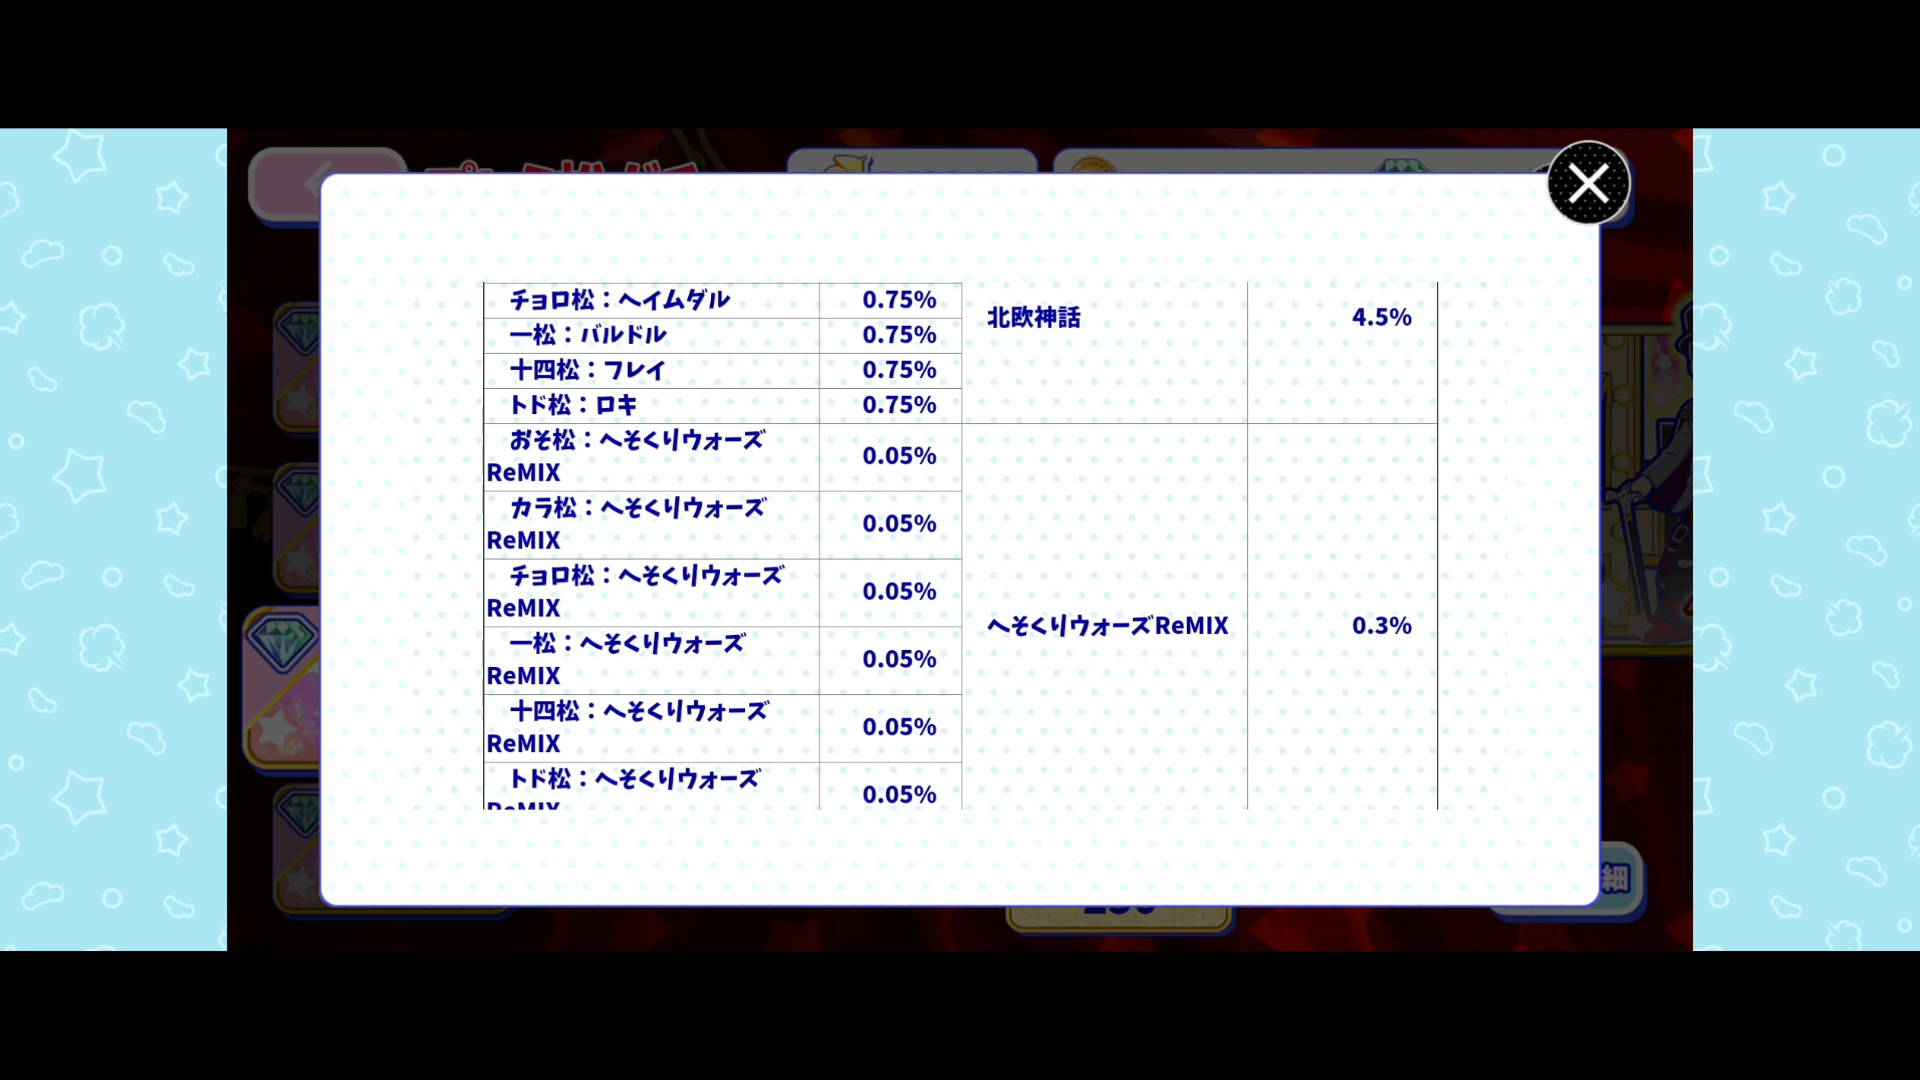 チョロ松：ヘイムダル 0.75%
一松：バルドル 0.75%
十四松：フレイ 0.75%
トド松：ロキ 0.75%
北欧神話 4.5%
おそ松：へそくりウォーズ
ReMIX
0.05%
カラ松：へそくりウォーズ
ReMIX
0.05%
チョロ松：へそくりウォーズ
ReMIX
0.05%
一松：へそくりウォーズ
ReMIX
0.05%
十四松：へそくりウォーズ
ReMIX
0.05%
トド松：へそくりウォーズ
ReMIX
0.05%
へそくりウォーズReMIX 0.3%
細